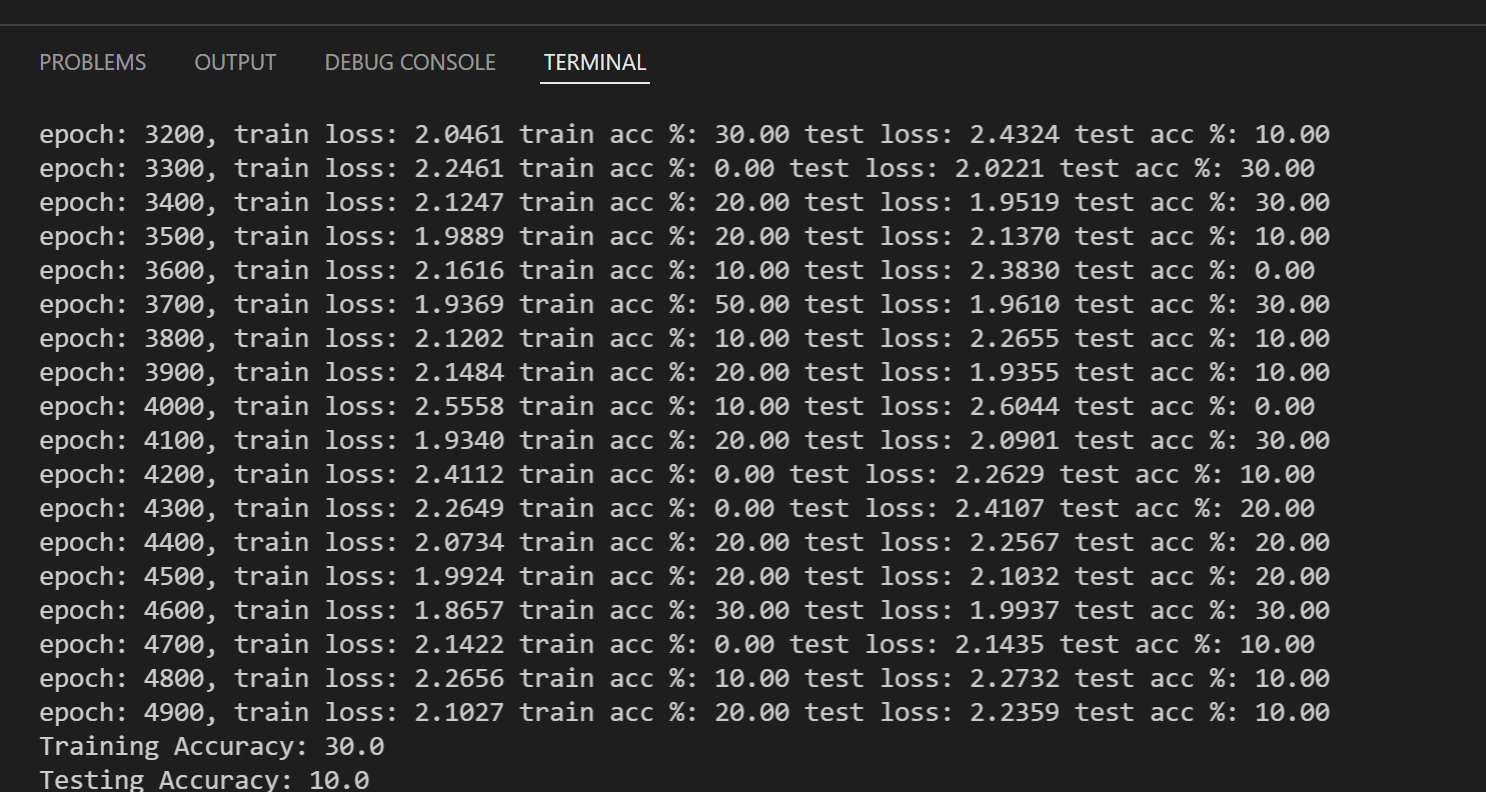 PROBLEMS OUTPUT DEBUG CONSOLE TERMINAL
epoch: 3200, train loss: 2.0461 train acc %: 30.00 test loss: 2.4324 test acc %: 10.00
epoch: 3300, train loss: 2.2461 train acc %: 0.00 test loss: 2.0221 test acc %: 30.00
epoch: 3400, train loss: 2.1247 train acc %: 20.00 test loss: 1.9519 test acc %: 30.00
epoch: 3500, train loss: 1.9889 train acc %: 20.00 test loss: 2.1370 test acc %: 10.00
epoch: 3600, train loss: 2.1616 train acc %: 10.00 test loss: 2.3830 test acc %: 0.00
epoch: 3700, train loss: 1.9369 train acc %: 50.00 test loss: 1.9610 test acc %: 30.00
epoch: 3800, train loss: 2.1202 train acc %: 10.00 test loss: 2.2655 test acc %: 10.00
epoch: 3900, train loss: 2.1484 train acc %: 20.00 test loss: 1.9355 test acc %: 10.00
epoch: 4000, train loss: 2.5558 train acc %: 10.00 test loss: 2.6044 test acc %: 0.00
epoch: 4100, train loss: 1.9340 train acc %: 20.00 test loss: 2.0901 test acc %: 30.00
epoch: 4200, train loss: 2.4112 train acc %: 0.00 test loss: 2.2629 test acc %: 10.00
epoch: 4300, train loss: 2.2649 train acc %: 0.00 test loss: 2.4107 test acc %: 20.00
epoch: 4400, train loss: 2.0734 train acc %: 20.00 test loss: 2.2567 test acc %: 20.00
epoch: 4500, train loss: 1.9924 train acc %: 20.00 test loss: 2.1032 test acc %: 20.00
epoch: 4600, train loss: 1.8657 train acc %: 30.00 test loss: 1.9937 test acc %: 30.00
epoch: 4700, train loss: 2.1422 train acc %: 0.00 test loss: 2.1435 test acc %: 10.00
epoch: 4800, train loss: 2.2656 train acc %: 10.00 test loss: 2.2732 test acc %: 10.00
epoch: 4900, train loss: 2.1027 train acc %: 20.00 test loss: 2.2359 test acc %: 10.00
Training Accuracy: 30.0
Testing Accuracy: 10.0